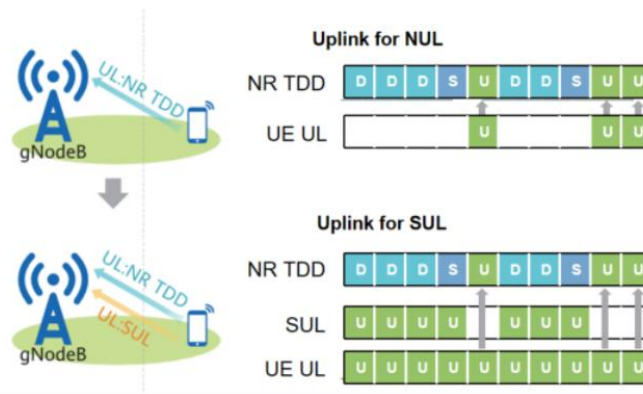 Uplink for NUL
UL:NR TDD
gNodeB
NR TDD D D D S U D D S U U
UE UL U U U
Uplink for SUL
UL:NR TDD
UL:SUL
gNodeB
NR TDD D D D S U D D S U U
SUL U U U U U U U
UE UL U U U U U U U U U U